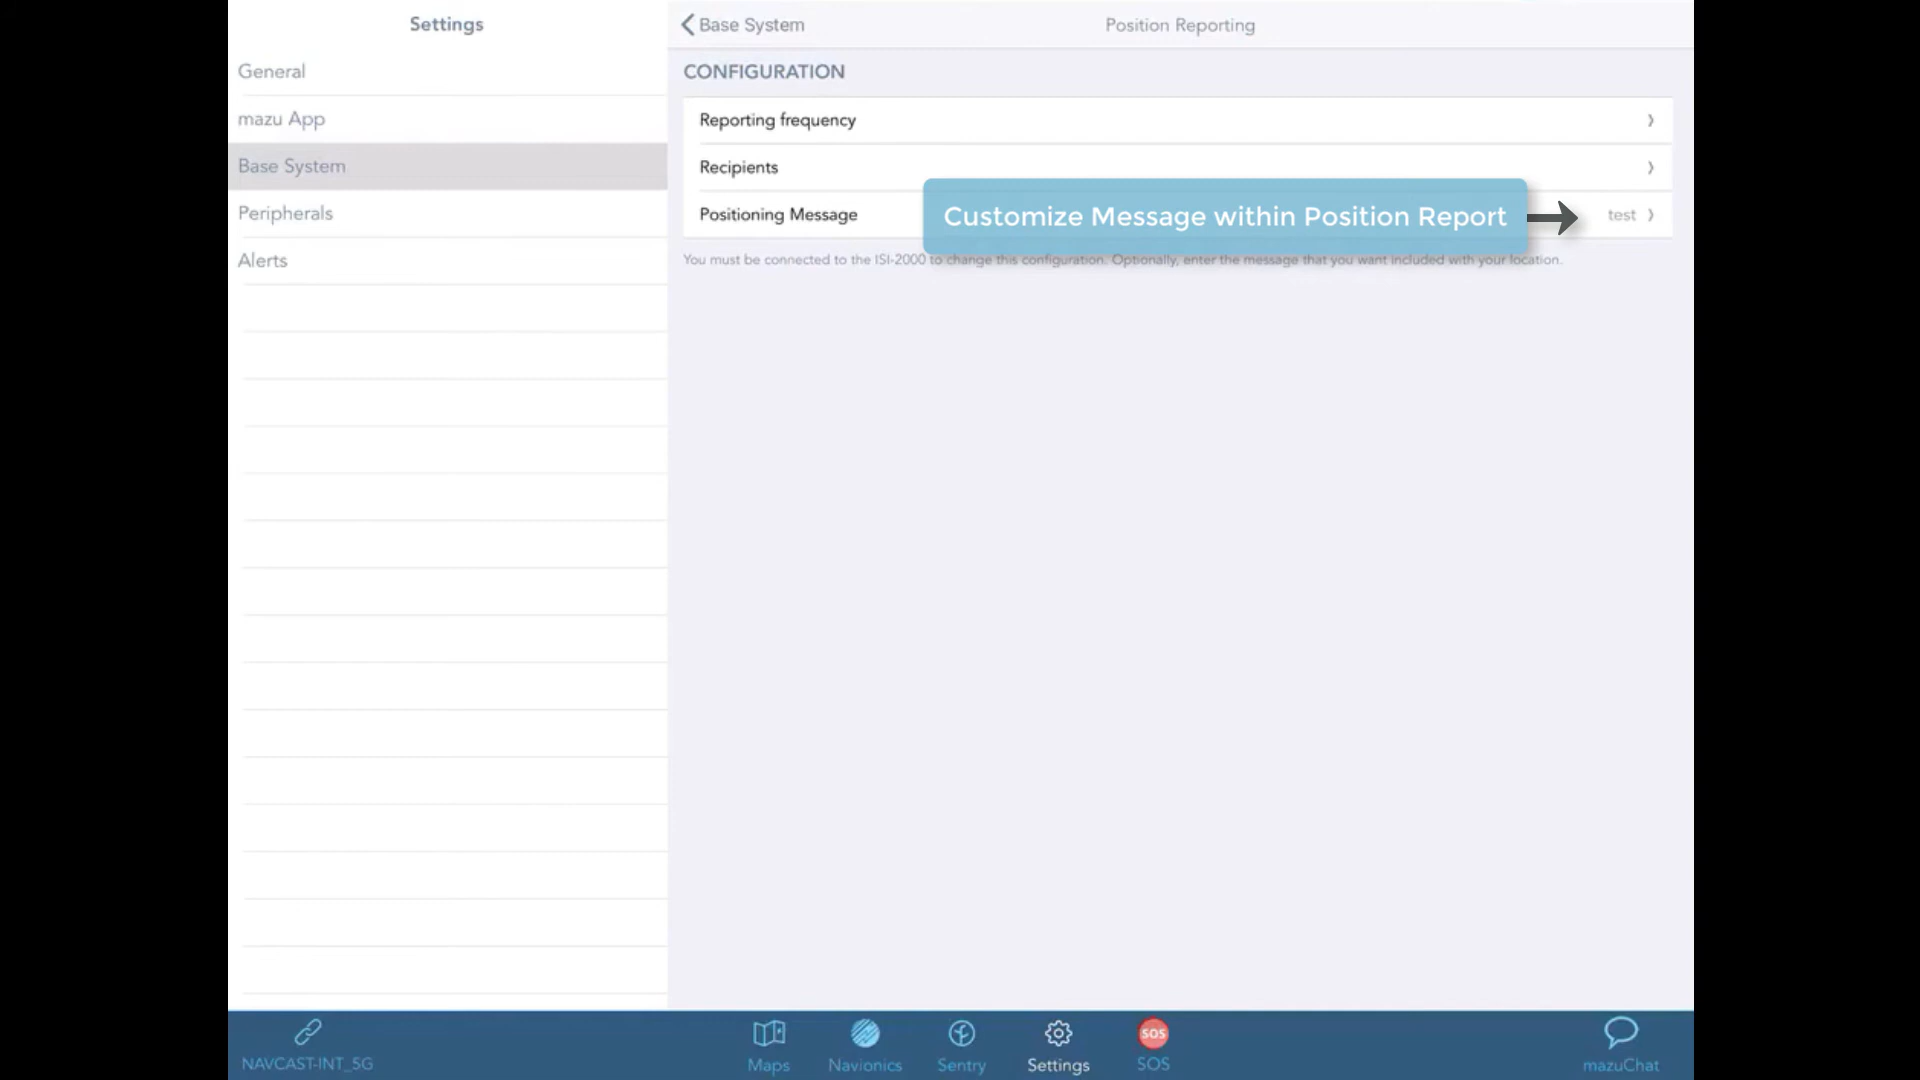 Settings
Base System
Position Reporting
General
mazu App
Base System
Peripherals
Alerts
CONFIGURATION
Reporting frequency
Recipients
Positioning Message
Customize Message within Position Report
test
You must be connected to the ISI-2000 to change this configuration. Optionally, enter the message that you want included with your location.
NAVCAST-INT_5G
Maps
Navionics
Sentry
Settings
SOS
SOS
mazuChat